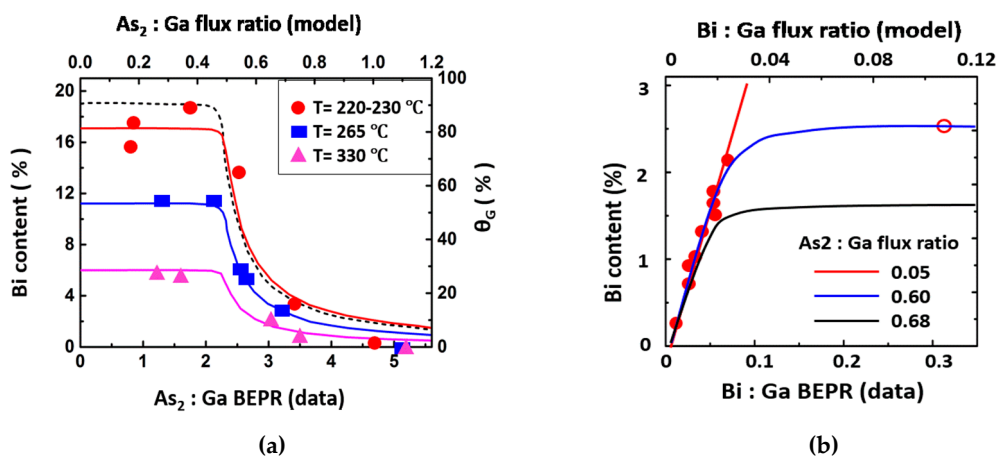 As₂ : Ga flux ratio (model)
0.0 0.2 0.4 0.6 0.8 1.0 1.2
20
16
12
8
4
0
Bi content ( % )
T= 220-230 ℃
T= 265 ℃
T= 330 ℃
100
80
60
40
20
0
θG ( % )
0 1 2 3 4 5
As₂ : Ga BEPR (data)
(a)
Bi : Ga flux ratio (model)
0 0.04 0.08 0.12
3
2
1
0
Bi content (%)
As2 : Ga flux ratio
0.05
0.60
0.68
0 0.1 0.2 0.3
Bi : Ga BEPR (data)
(b)